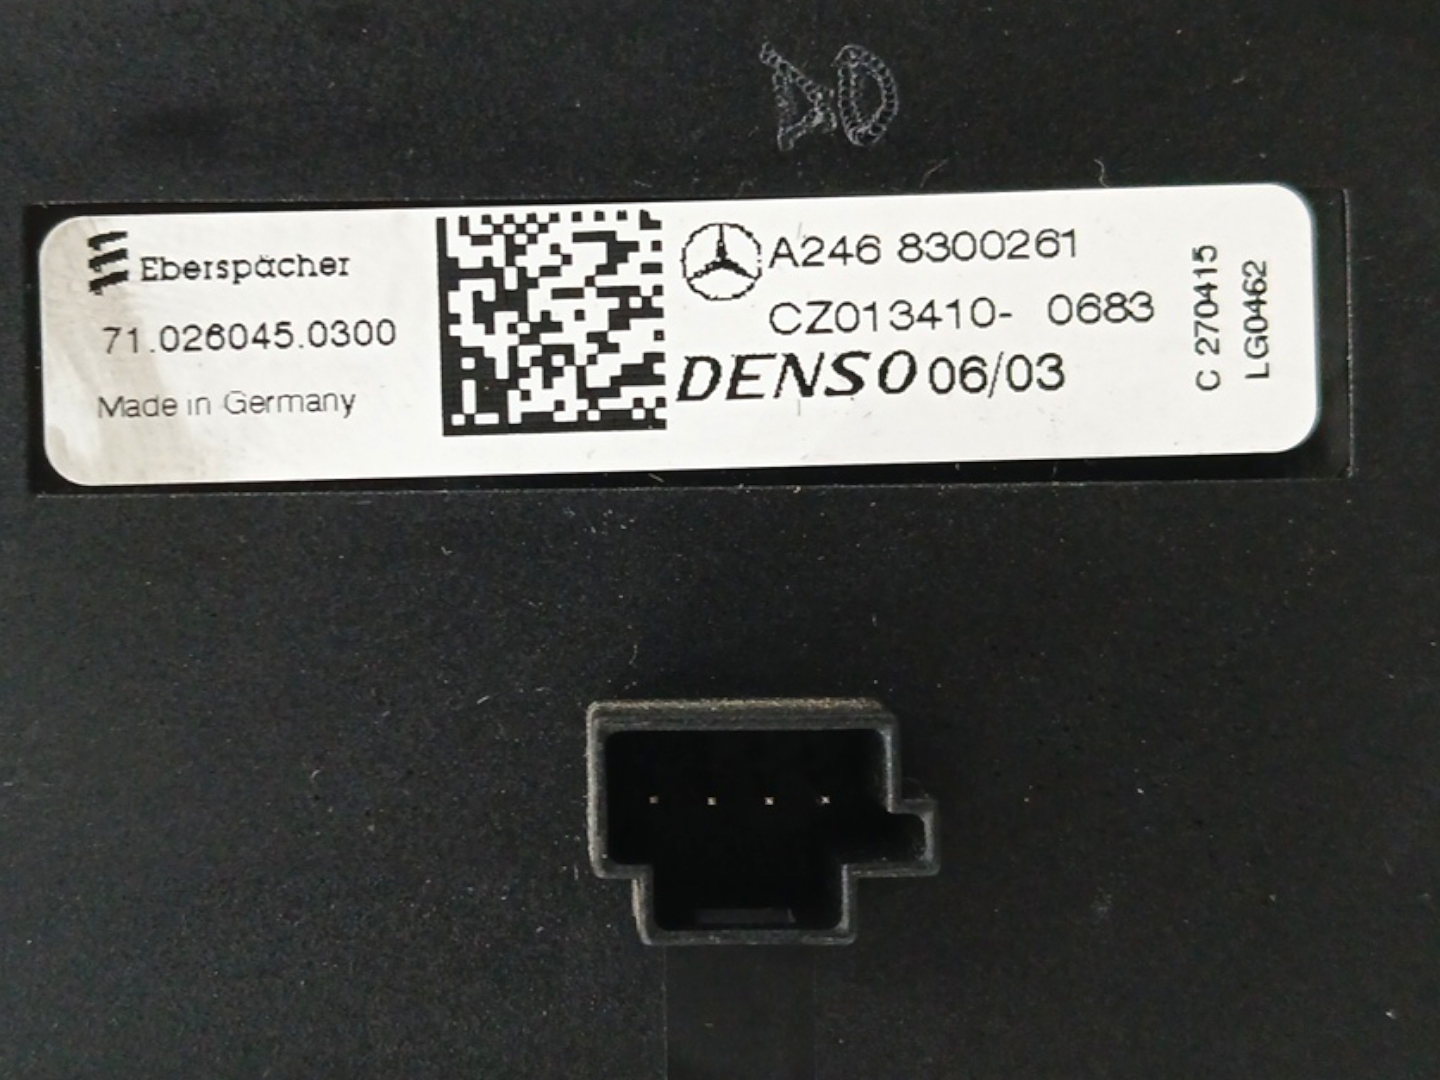 Eberspächer
71.026045.0300
Made in Germany
A246 8300261
CZ013410- 0683
DENSO 06/03
C 270415
LG0462